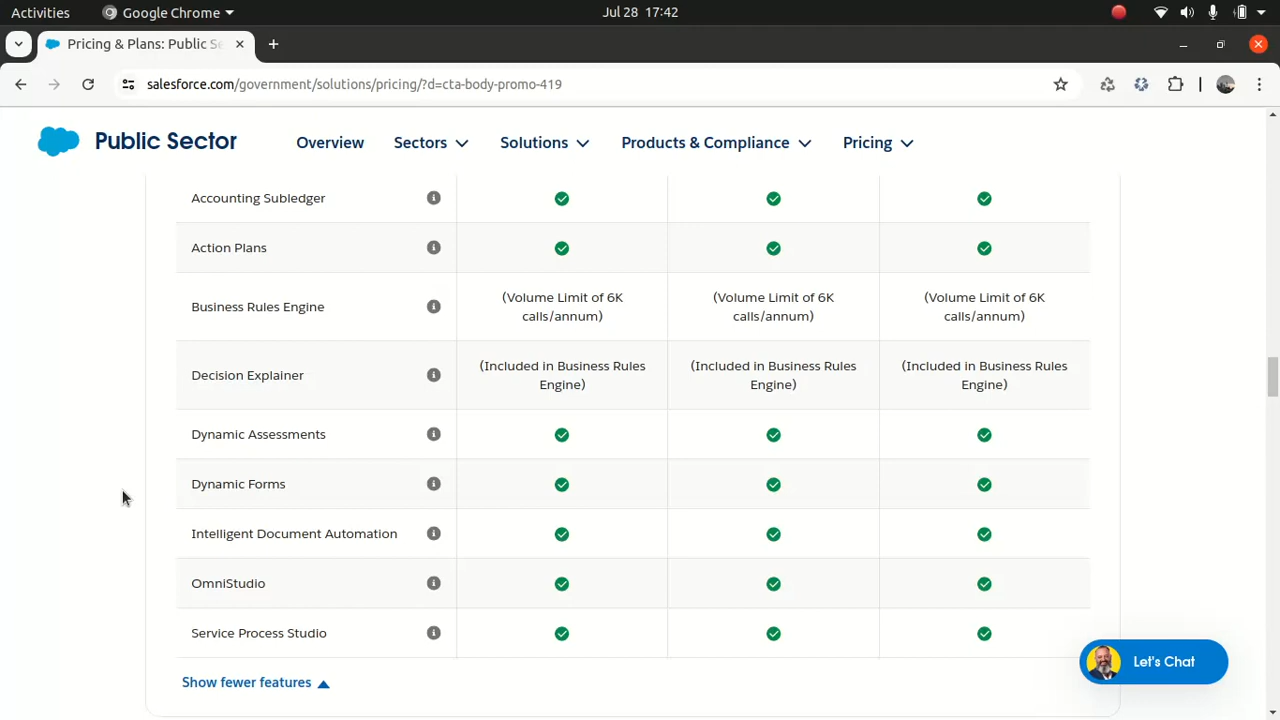 Activities
Google Chrome
Jul 28 17:42
Pricing & Plans: Public Se
salesforce.com/government/solutions/pricing/?d=cta-body-promo-419
Public Sector
Overview
Sectors
Solutions
Products & Compliance
Pricing
Accounting Subledger
Action Plans
Business Rules Engine
(Volume Limit of 6K
calls/annum)
(Volume Limit of 6K
calls/annum)
(Volume Limit of 6K
calls/annum)
Decision Explainer
(Included in Business Rules
Engine)
(Included in Business Rules
Engine)
(Included in Business Rules
Engine)
Dynamic Assessments
Dynamic Forms
Intelligent Document Automation
OmniStudio
Service Process Studio
Show fewer features
Let's Chat